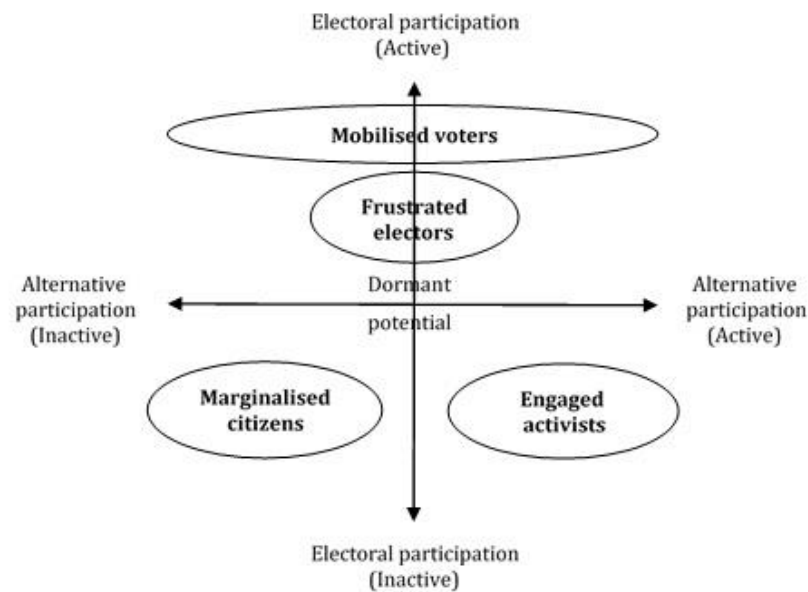 Electoral participation
(Active)
Mobilised voters
Frustrated
electors
Alternative
participation
(Inactive)
Dormant
potential
Alternative
participation
(Active)
Marginalised
citizens
Engaged
activists
Electoral participation
(Inactive)